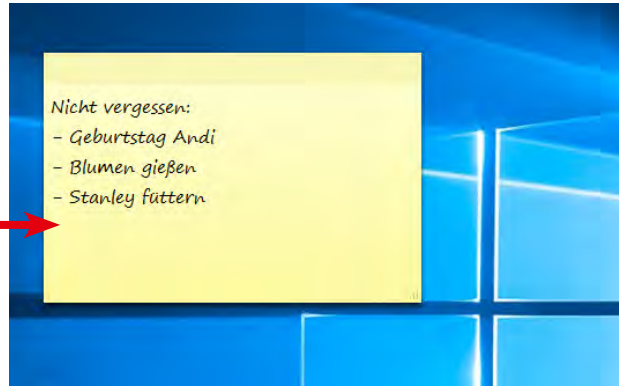 Nicht vergessen:
- Geburtstag Andi
- Blumen gießen
- Stanley füttern